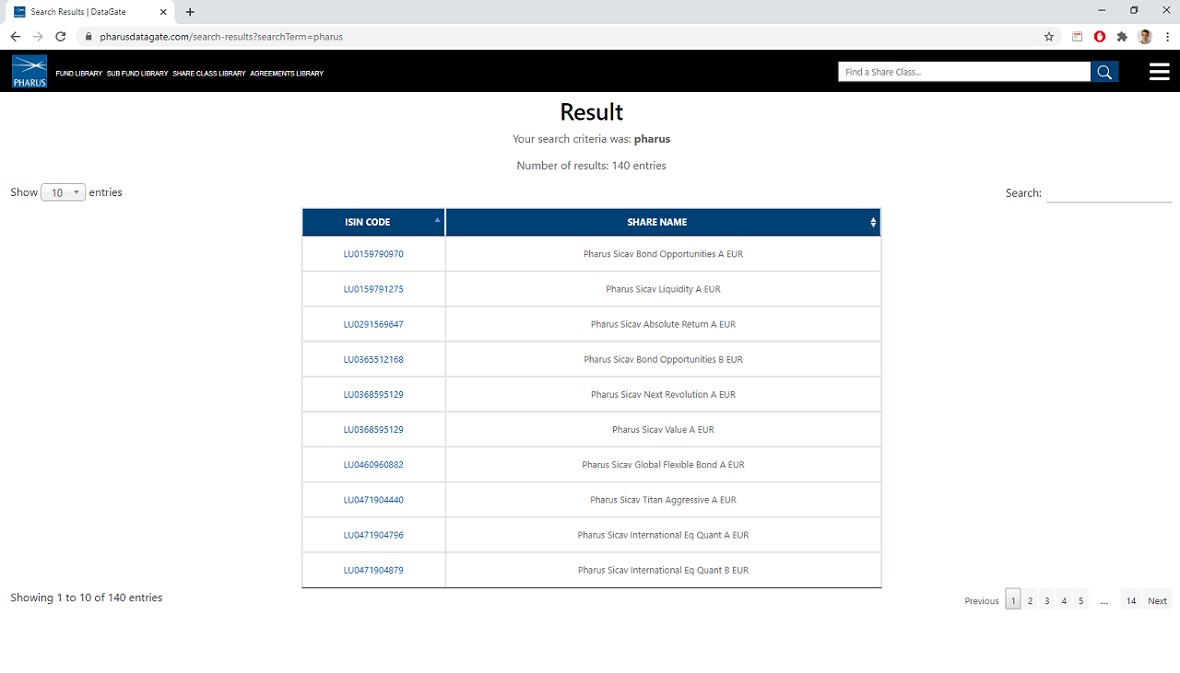 Search Results | DataGate
pharusdatagate.com/search-results?searchTerm=pharus
PHARUS
FUND LIBRARY SUB FUND LIBRARY SHARE CLASS LIBRARY AGREEMENTS LIBRARY
Find a Share Class...
Result
Your search criteria was: pharus
Number of results: 140 entries
Show 10 entries
Search:
ISIN CODE SHARE NAME
LU0159790970 Pharus Sicav Bond Opportunities A EUR
LU0159791275 Pharus Sicav Liquidity A EUR
LU0291569647 Pharus Sicav Absolute Return A EUR
LU0365512168 Pharus Sicav Bond Opportunities B EUR
LU0368595129 Pharus Sicav Next Revolution A EUR
LU0368595129 Pharus Sicav Value A EUR
LU0460960882 Pharus Sicav Global Flexible Bond A EUR
LU0471904440 Pharus Sicav Titan Aggressive A EUR
LU0471904796 Pharus Sicav International Eq Quant A EUR
LU0471904879 Pharus Sicav International Eq Quant B EUR
Showing 1 to 10 of 140 entries
Previous 1 2 3 4 5 ... 14 Next